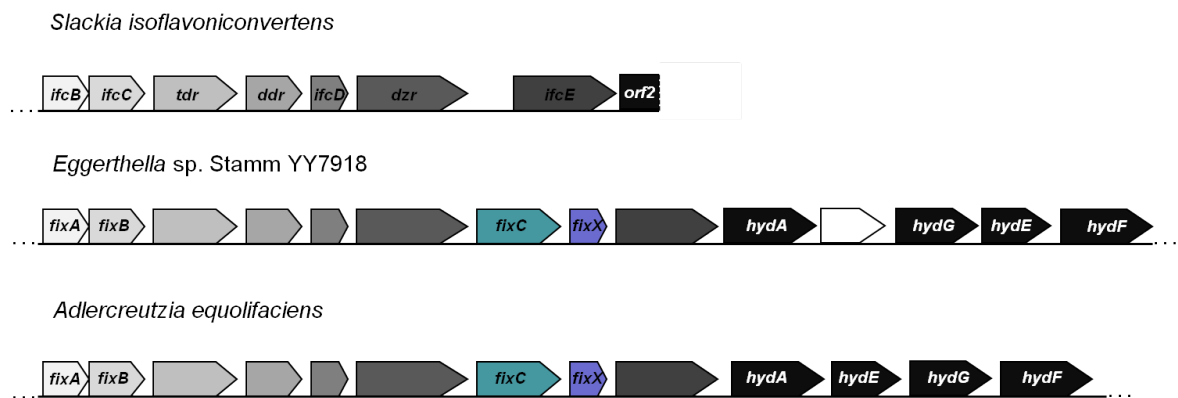 Slackia isoflavoniconvertens
ifcB ifcC tdr ddr ifcD dzr ifcE orf2
Eggerthella sp. Stamm YY7918
fixA fixB fixC fixX hydA hydG hydE hydF
Adlercreutzia equolifaciens
fixA fixB fixC fixX hydA hydE hydG hydF